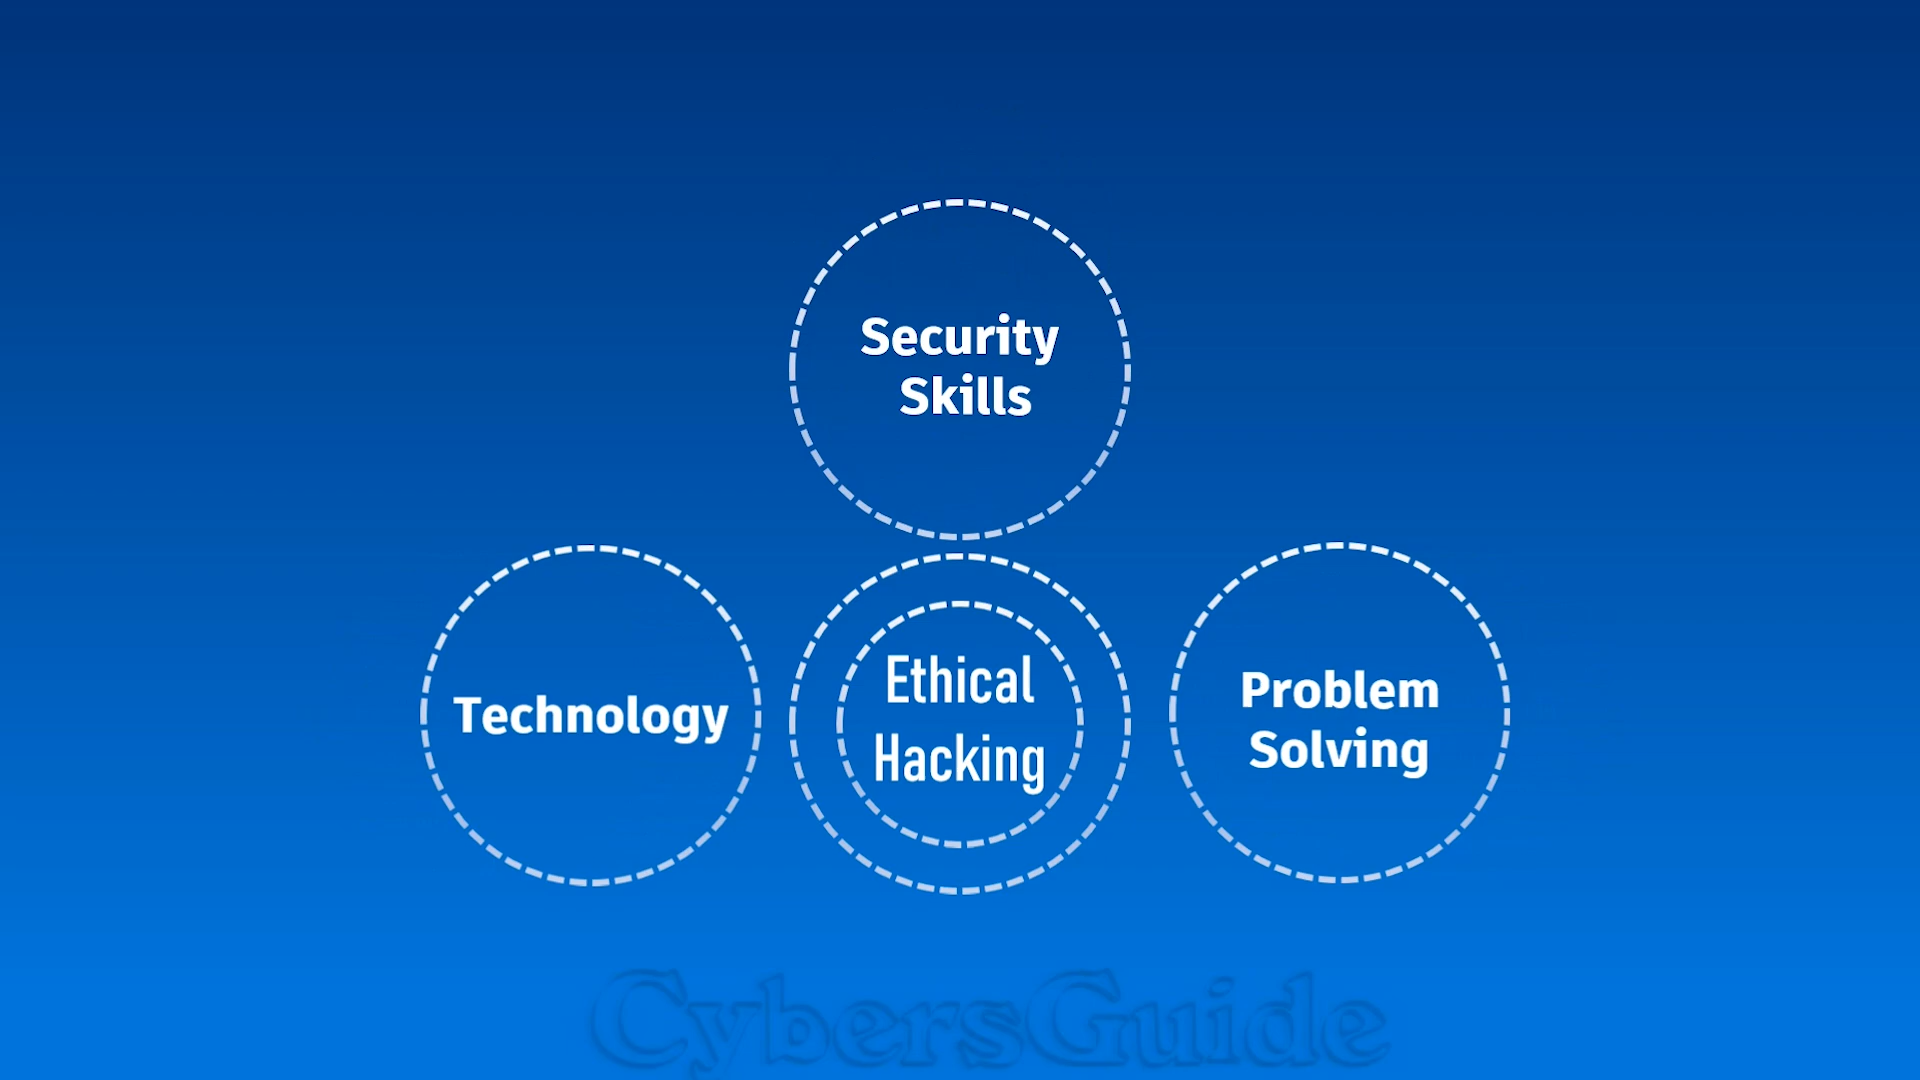 Security
Skills
Technology
Ethical
Hacking
Problem
Solving
CybersGuide